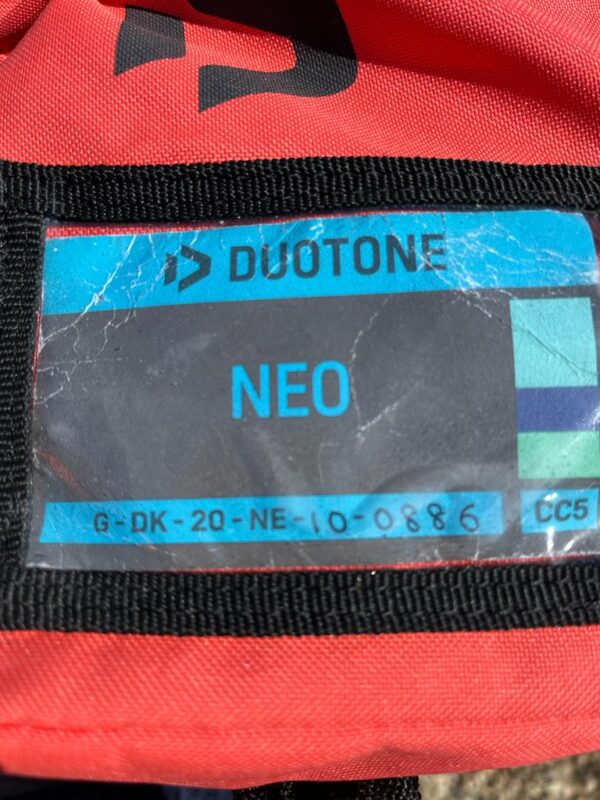 DUOTONE
NEO
G-DK-20-NE-10-0886
CC5